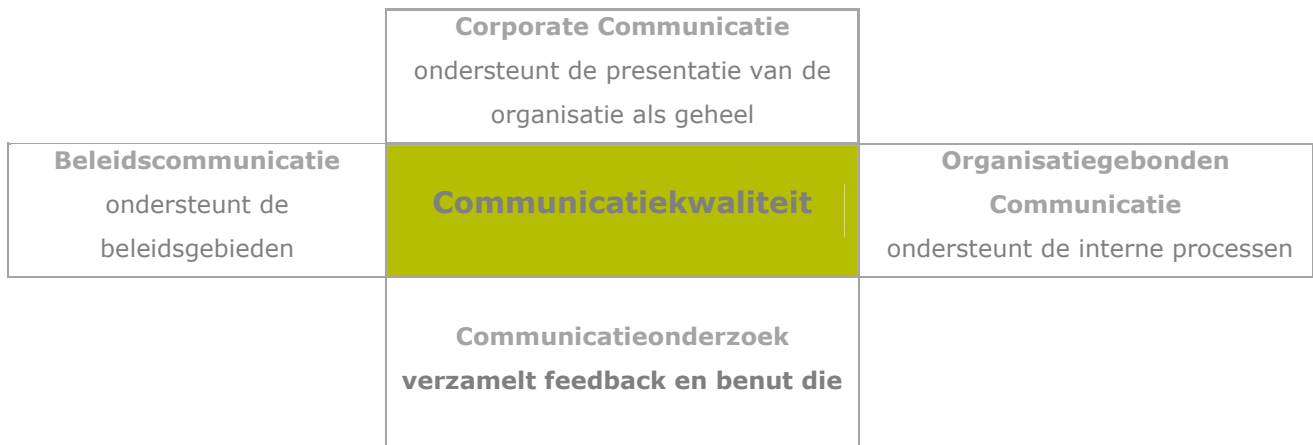 Corporate Communicatie
ondersteunt de presentatie van de
organisatie als geheel
Beleidscommunicatie
ondersteunt de
beleidsgebieden
Communicatiekwaliteit
Organisatiegebonden
Communicatie
ondersteunt de interne processen
Communicatieonderzoek
verzamelt feedback en benut die